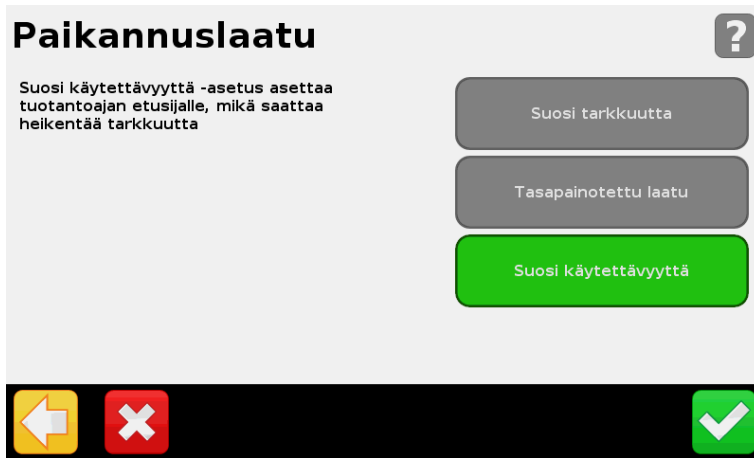 Paikannuslaatu
?
Suosi käytettävyyttä -asetus asettaa
tuotantoajan etusijalle, mikä saattaa
heikentää tarkkuutta
Suosi tarkkuutta
Tasapainotettu laatu
Suosi käytettävyyttä